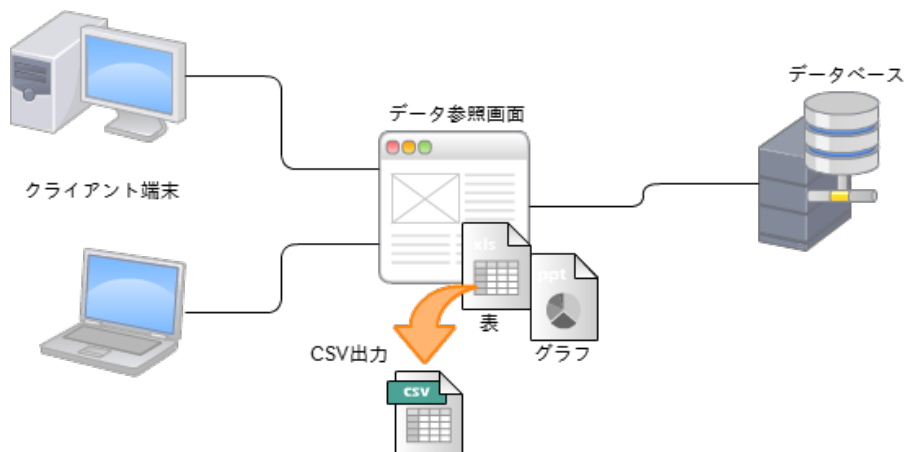 データベース
データ参照画面
クライアント端末
xls
ppt
表
グラフ
CSV出力
CSV